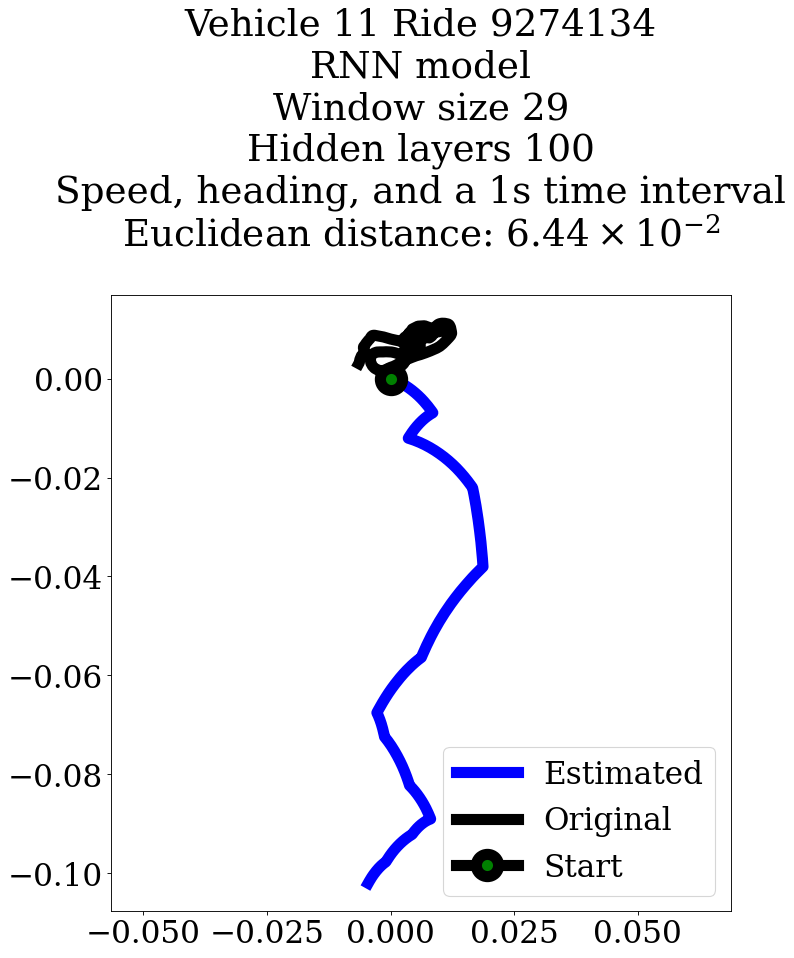 Vehicle 11 Ride 9274134
RNN model
Window size 29
Hidden layers 100
Speed, heading, and a 1s time interval
Euclidean distance: 6.44 × 10⁻²
0.00
−0.02
−0.04
−0.06
−0.08
−0.10
Estimated
Original
Start
−0.050 −0.025 0.000 0.025 0.050